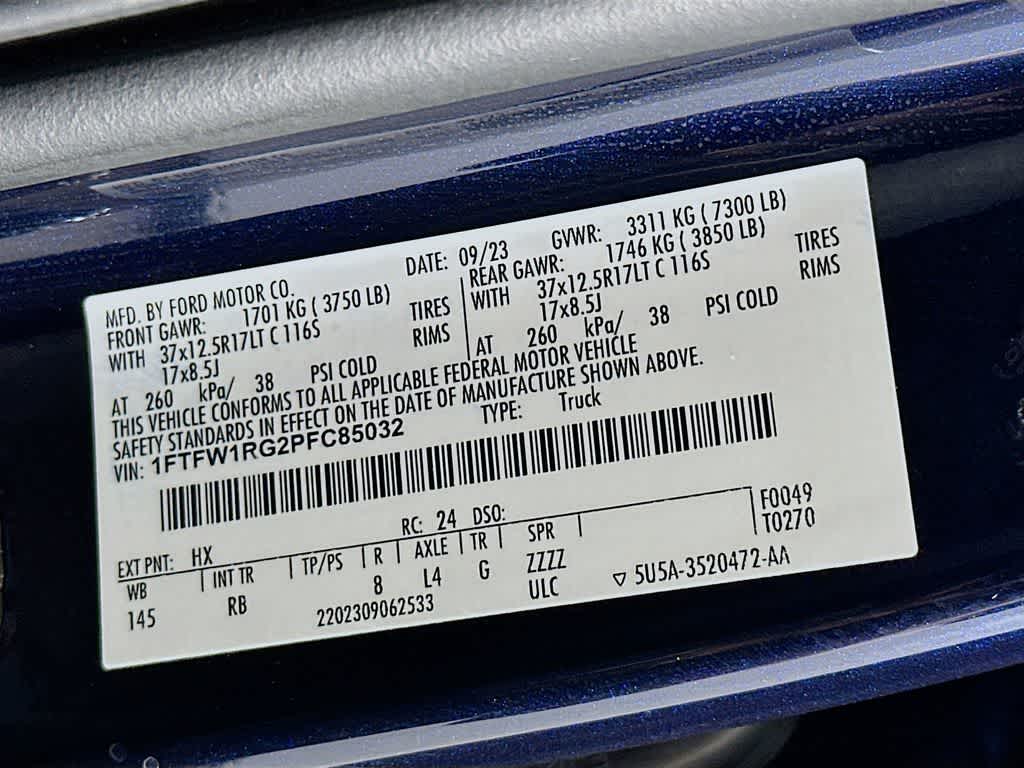 MFD. BY FORD MOTOR CO. DATE: 09/23 GVWR: 3311 KG ( 7300 LB)
FRONT GAWR: 1701 KG ( 3750 LB) REAR GAWR: 1746 KG ( 3850 LB)
WITH 37x12.5R17LT C 116S TIRES WITH 37x12.5R17LT C 116S TIRES
17x8.5J RIMS 17x8.5J RIMS
AT 260 kPa/ 38 PSI COLD AT 260 kPa/ 38 PSI COLD
THIS VEHICLE CONFORMS TO ALL APPLICABLE FEDERAL MOTOR VEHICLE
SAFETY STANDARDS IN EFFECT ON THE DATE OF MANUFACTURE SHOWN ABOVE.
VIN: 1FTFW1RG2PFC85032 TYPE: Truck
EXT PNT: HX RC: 24 DSO: F0049
WB INT TR TP/PS R AXLE TR SPR T0270
145 RB 8 L4 G ZZZZ
2202309062533 ULC ▽ 5U5A-3520472-AA